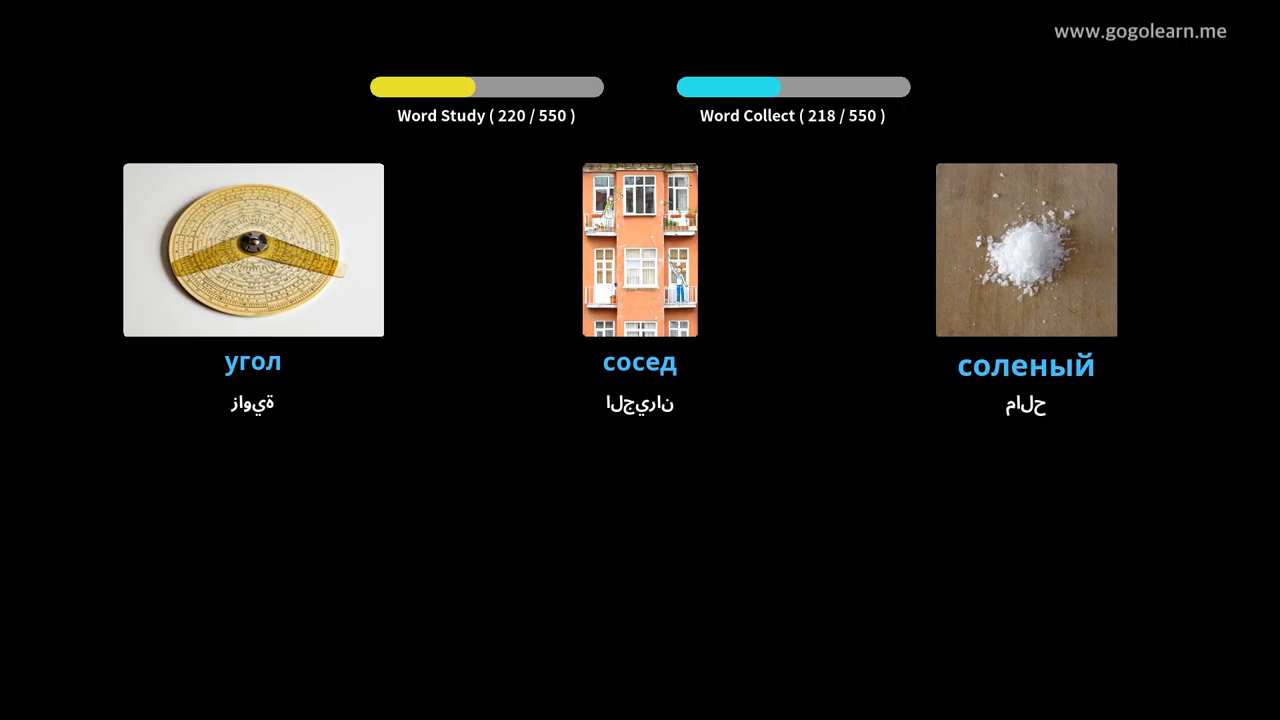 www.gogolearn.me
Word Study ( 220 / 550 )
Word Collect ( 218 / 550 )
угол
сосед
соленый
زاوية
الجيران
مالح